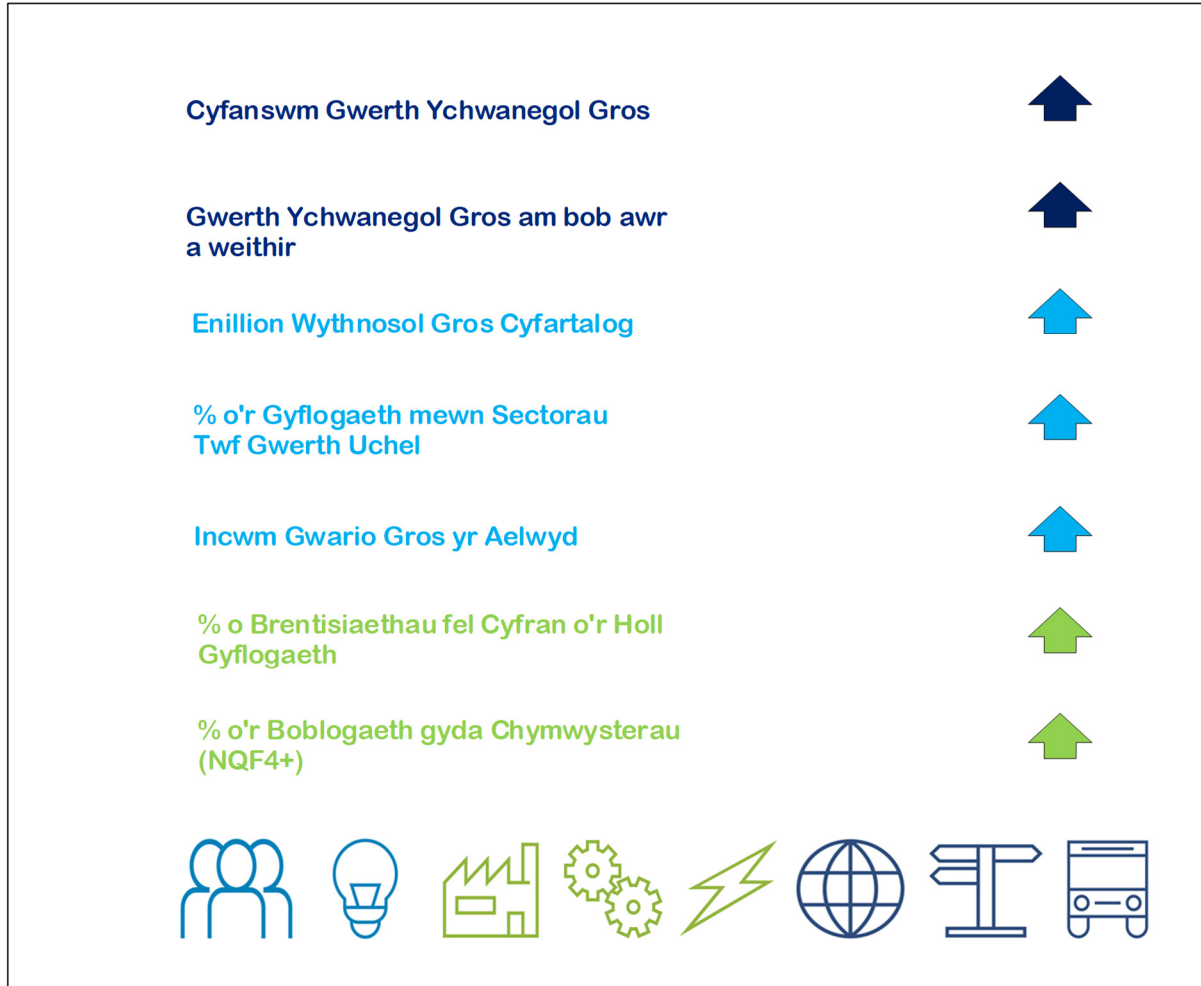 Cyfanswm Gwerth Ychwanegol Gros
Gwerth Ychwanegol Gros am bob awr
a weithir
Enillion Wythnosol Gros Cyfartalog
% o'r Gyflogaeth mewn Sectorau
Twf Gwerth Uchel
Incwm Gwario Gros yr Aelwyd
% o Brentisiaethau fel Cyfran o'r Holl
Gyflogaeth
% o'r Boblogaeth gyda Chymwysterau
(NQF4+)